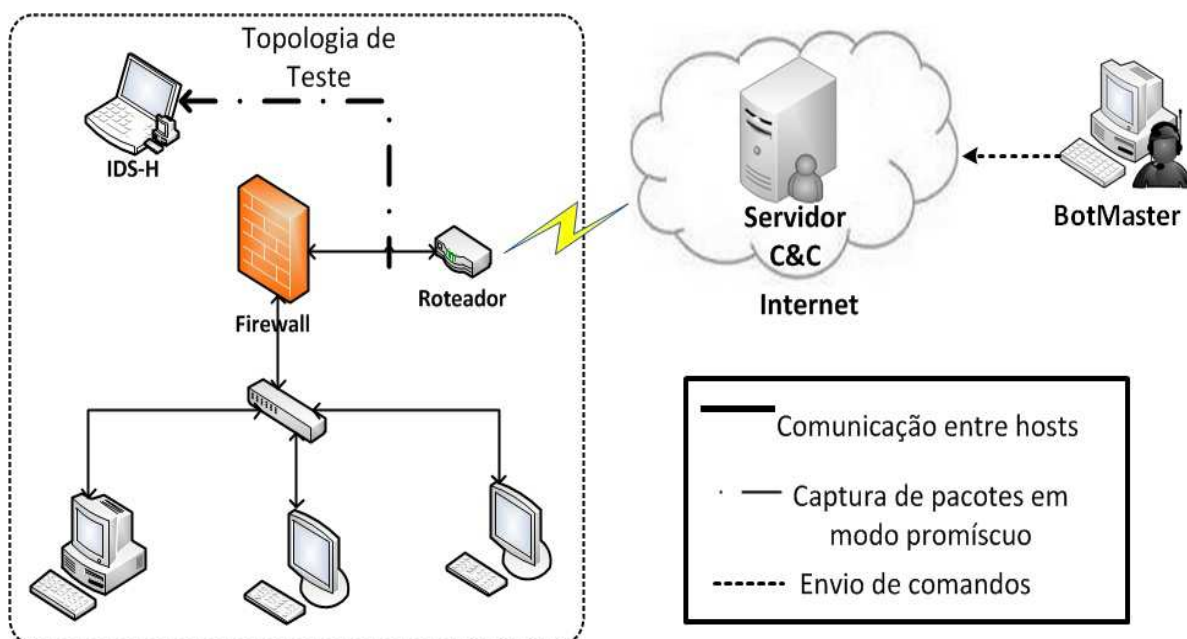 Topologia de
Teste
IDS-H
Firewall
Roteador
Servidor
C&C
Internet
BotMaster
Comunicação entre hosts
Captura de pacotes em
modo promíscuo
Envio de comandos